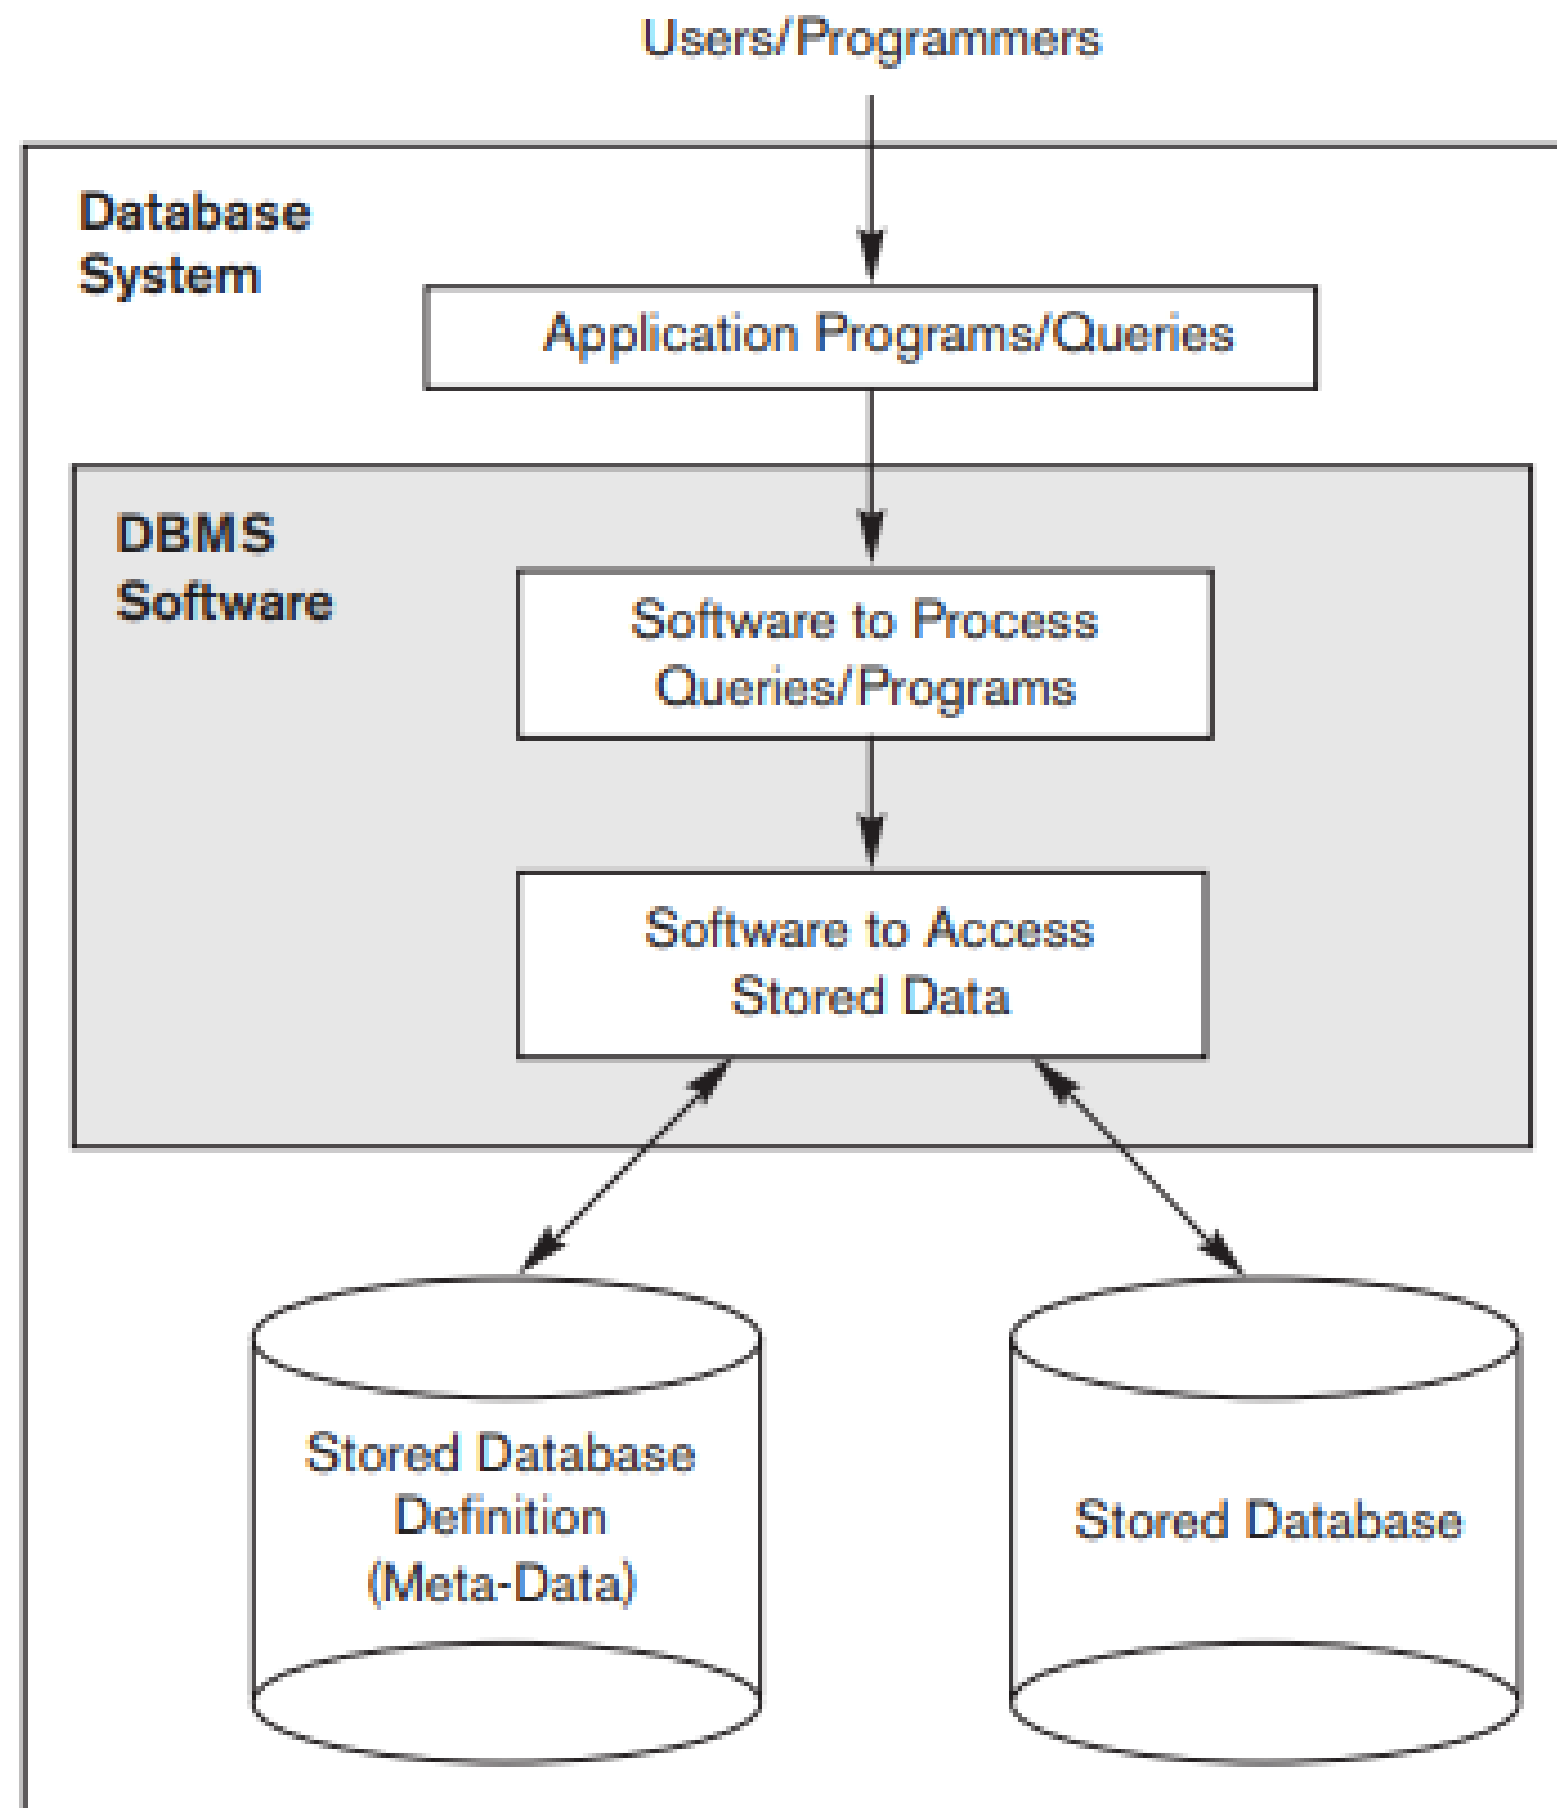 Users/Programmers
Database
System
Application Programs/Queries
DBMS
Software
Software to Process
Queries/Programs
Software to Access
Stored Data
Stored Database
Definition
(Meta-Data)
Stored Database